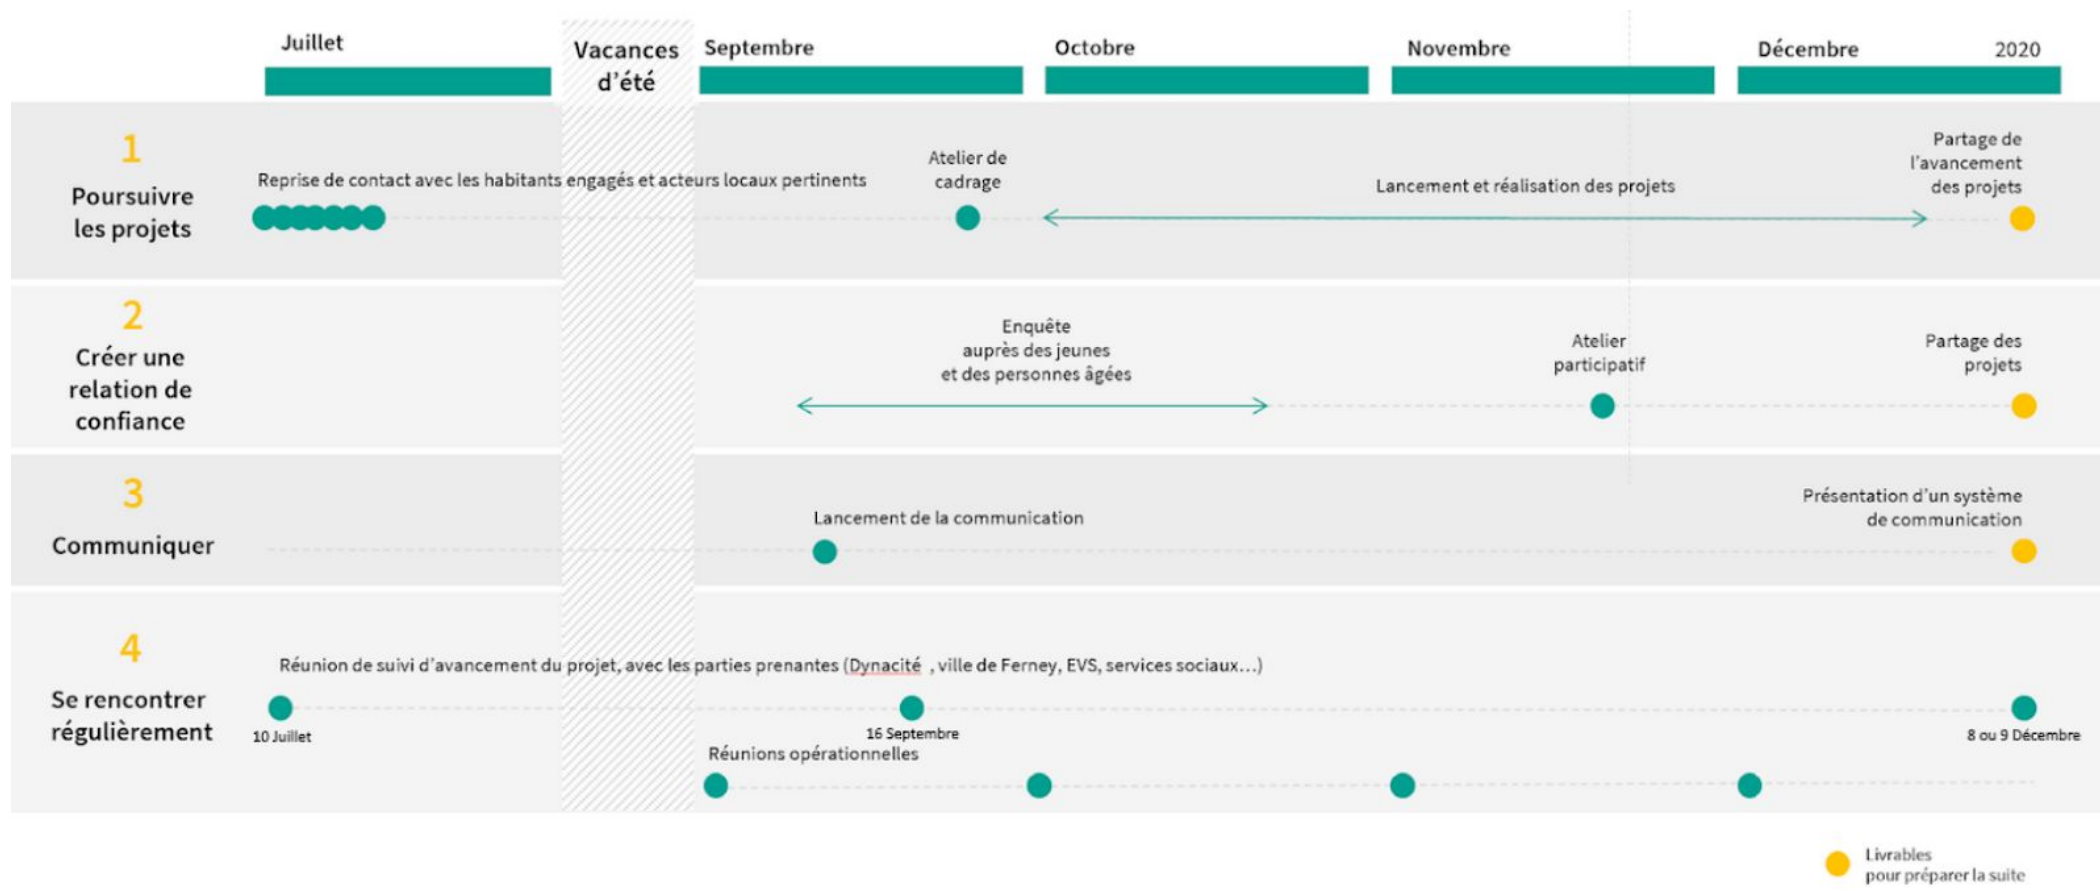 Juillet
Vacances
d'été
Septembre
Octobre
Novembre
Décembre
2020
1
Poursuivre
les projets
Reprise de contact avec les habitants engagés et acteurs locaux pertinents
Atelier de
cadrage
Lancement et réalisation des projets
Partage de
l'avancement
des projets
2
Créer une
relation de
confiance
Enquête
auprès des jeunes
et des personnes âgées
Atelier
participatif
Partage des
projets
3
Communiquer
Lancement de la communication
Présentation d'un système
de communication
4
Se rencontrer
régulièrement
Réunion de suivi d'avancement du projet, avec les parties prenantes (Dynacité , ville de Ferney, EVS, services sociaux...)
10 Juillet
16 Septembre
8 ou 9 Décembre
Réunions opérationnelles
Livrables
pour préparer la suite